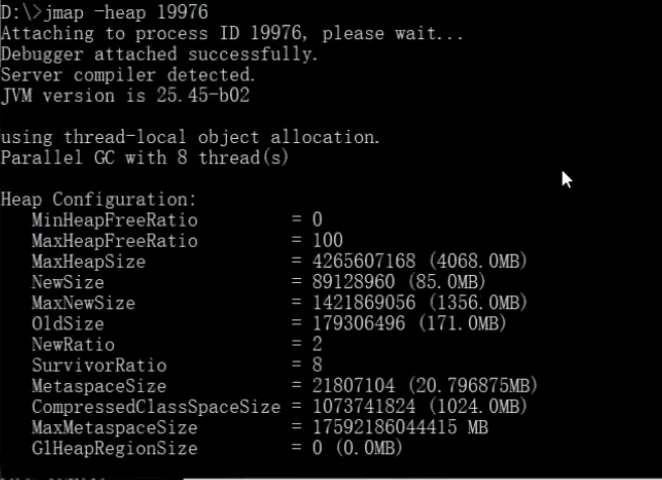 D:\>jmap -heap 19976
Attaching to process ID 19976, please wait...
Debugger attached successfully.
Server compiler detected.
JVM version is 25.45-b02
using thread-local object allocation.
Parallel GC with 8 thread(s)
Heap Configuration:
MinHeapFreeRatio = 0
MaxHeapFreeRatio = 100
MaxHeapSize = 4265607168 (4068.0MB)
NewSize = 89128960 (85.0MB)
MaxNewSize = 1421869056 (1356.0MB)
OldSize = 179306496 (171.0MB)
NewRatio = 2
SurvivorRatio = 8
MetaspaceSize = 21807104 (20.796875MB)
CompressedClassSpaceSize = 1073741824 (1024.0MB)
MaxMetaspaceSize = 17592186044415 MB
G1HeapRegionSize = 0 (0.0MB)